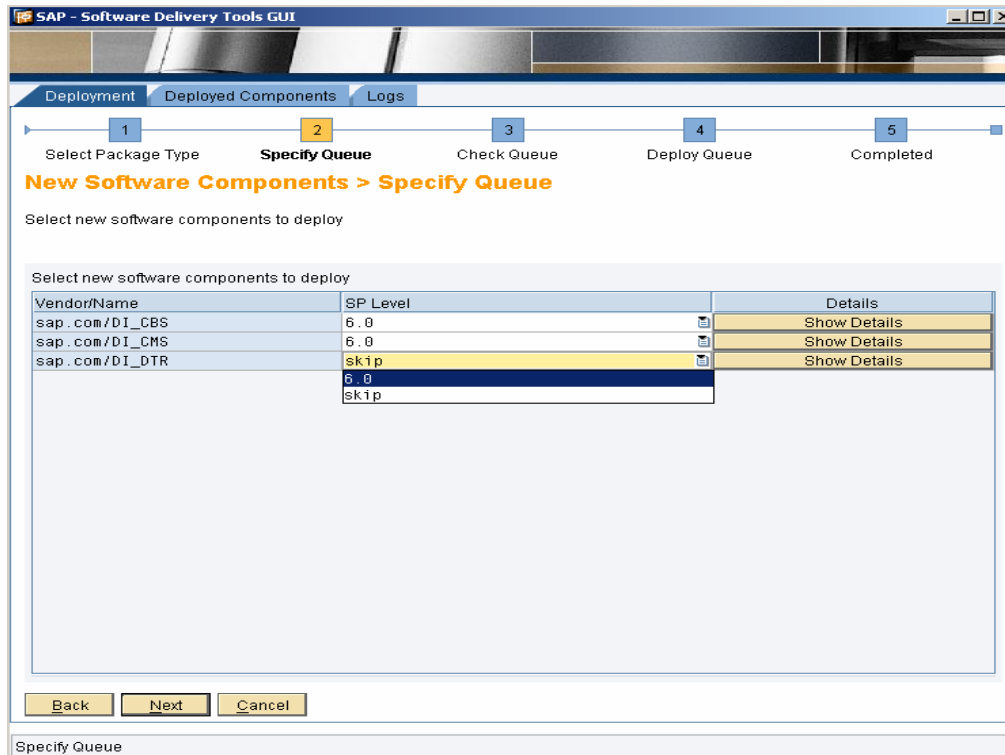 SAP - Software Delivery Tools GUI
Deployment Deployed Components Logs
1 2 3 4 5
Select Package Type Specify Queue Check Queue Deploy Queue Completed
New Software Components > Specify Queue
Select new software components to deploy
Select new software components to deploy
Vendor/Name SP Level Details
sap.com/DI_CBS 6.0 Show Details
sap.com/DI_CMS 6.0 Show Details
sap.com/DI_DTR skip Show Details
6.0
skip
Back Next Cancel
Specify Queue